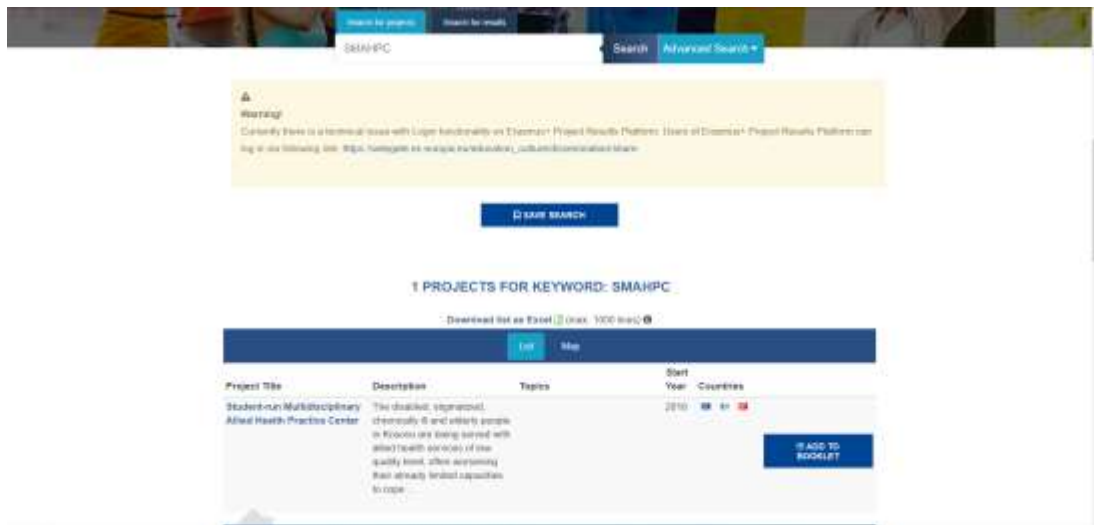 Search for projects Search for results
SMAHPC Search Advanced Search
Warning!
Currently there is a technical issue with Login functionality on Erasmus+ Project Results Platform. Users of Erasmus+ Project Results Platform can
log in via following link:
SAVE SEARCH
1 PROJECTS FOR KEYWORD: SMAHPC
Download list as Excel (max. 1000 lines)
List Map
Project Title Description Topics Start Year Countries
Student-run Multidisciplinary
Allied Health Practice Center
The disabled, stigmatized,
chronically ill and elderly people
in Kosovo are being served with
allied health services of low
quality level, often worsening
their already limited capacities
to cope
ADD TO
BOOKLET